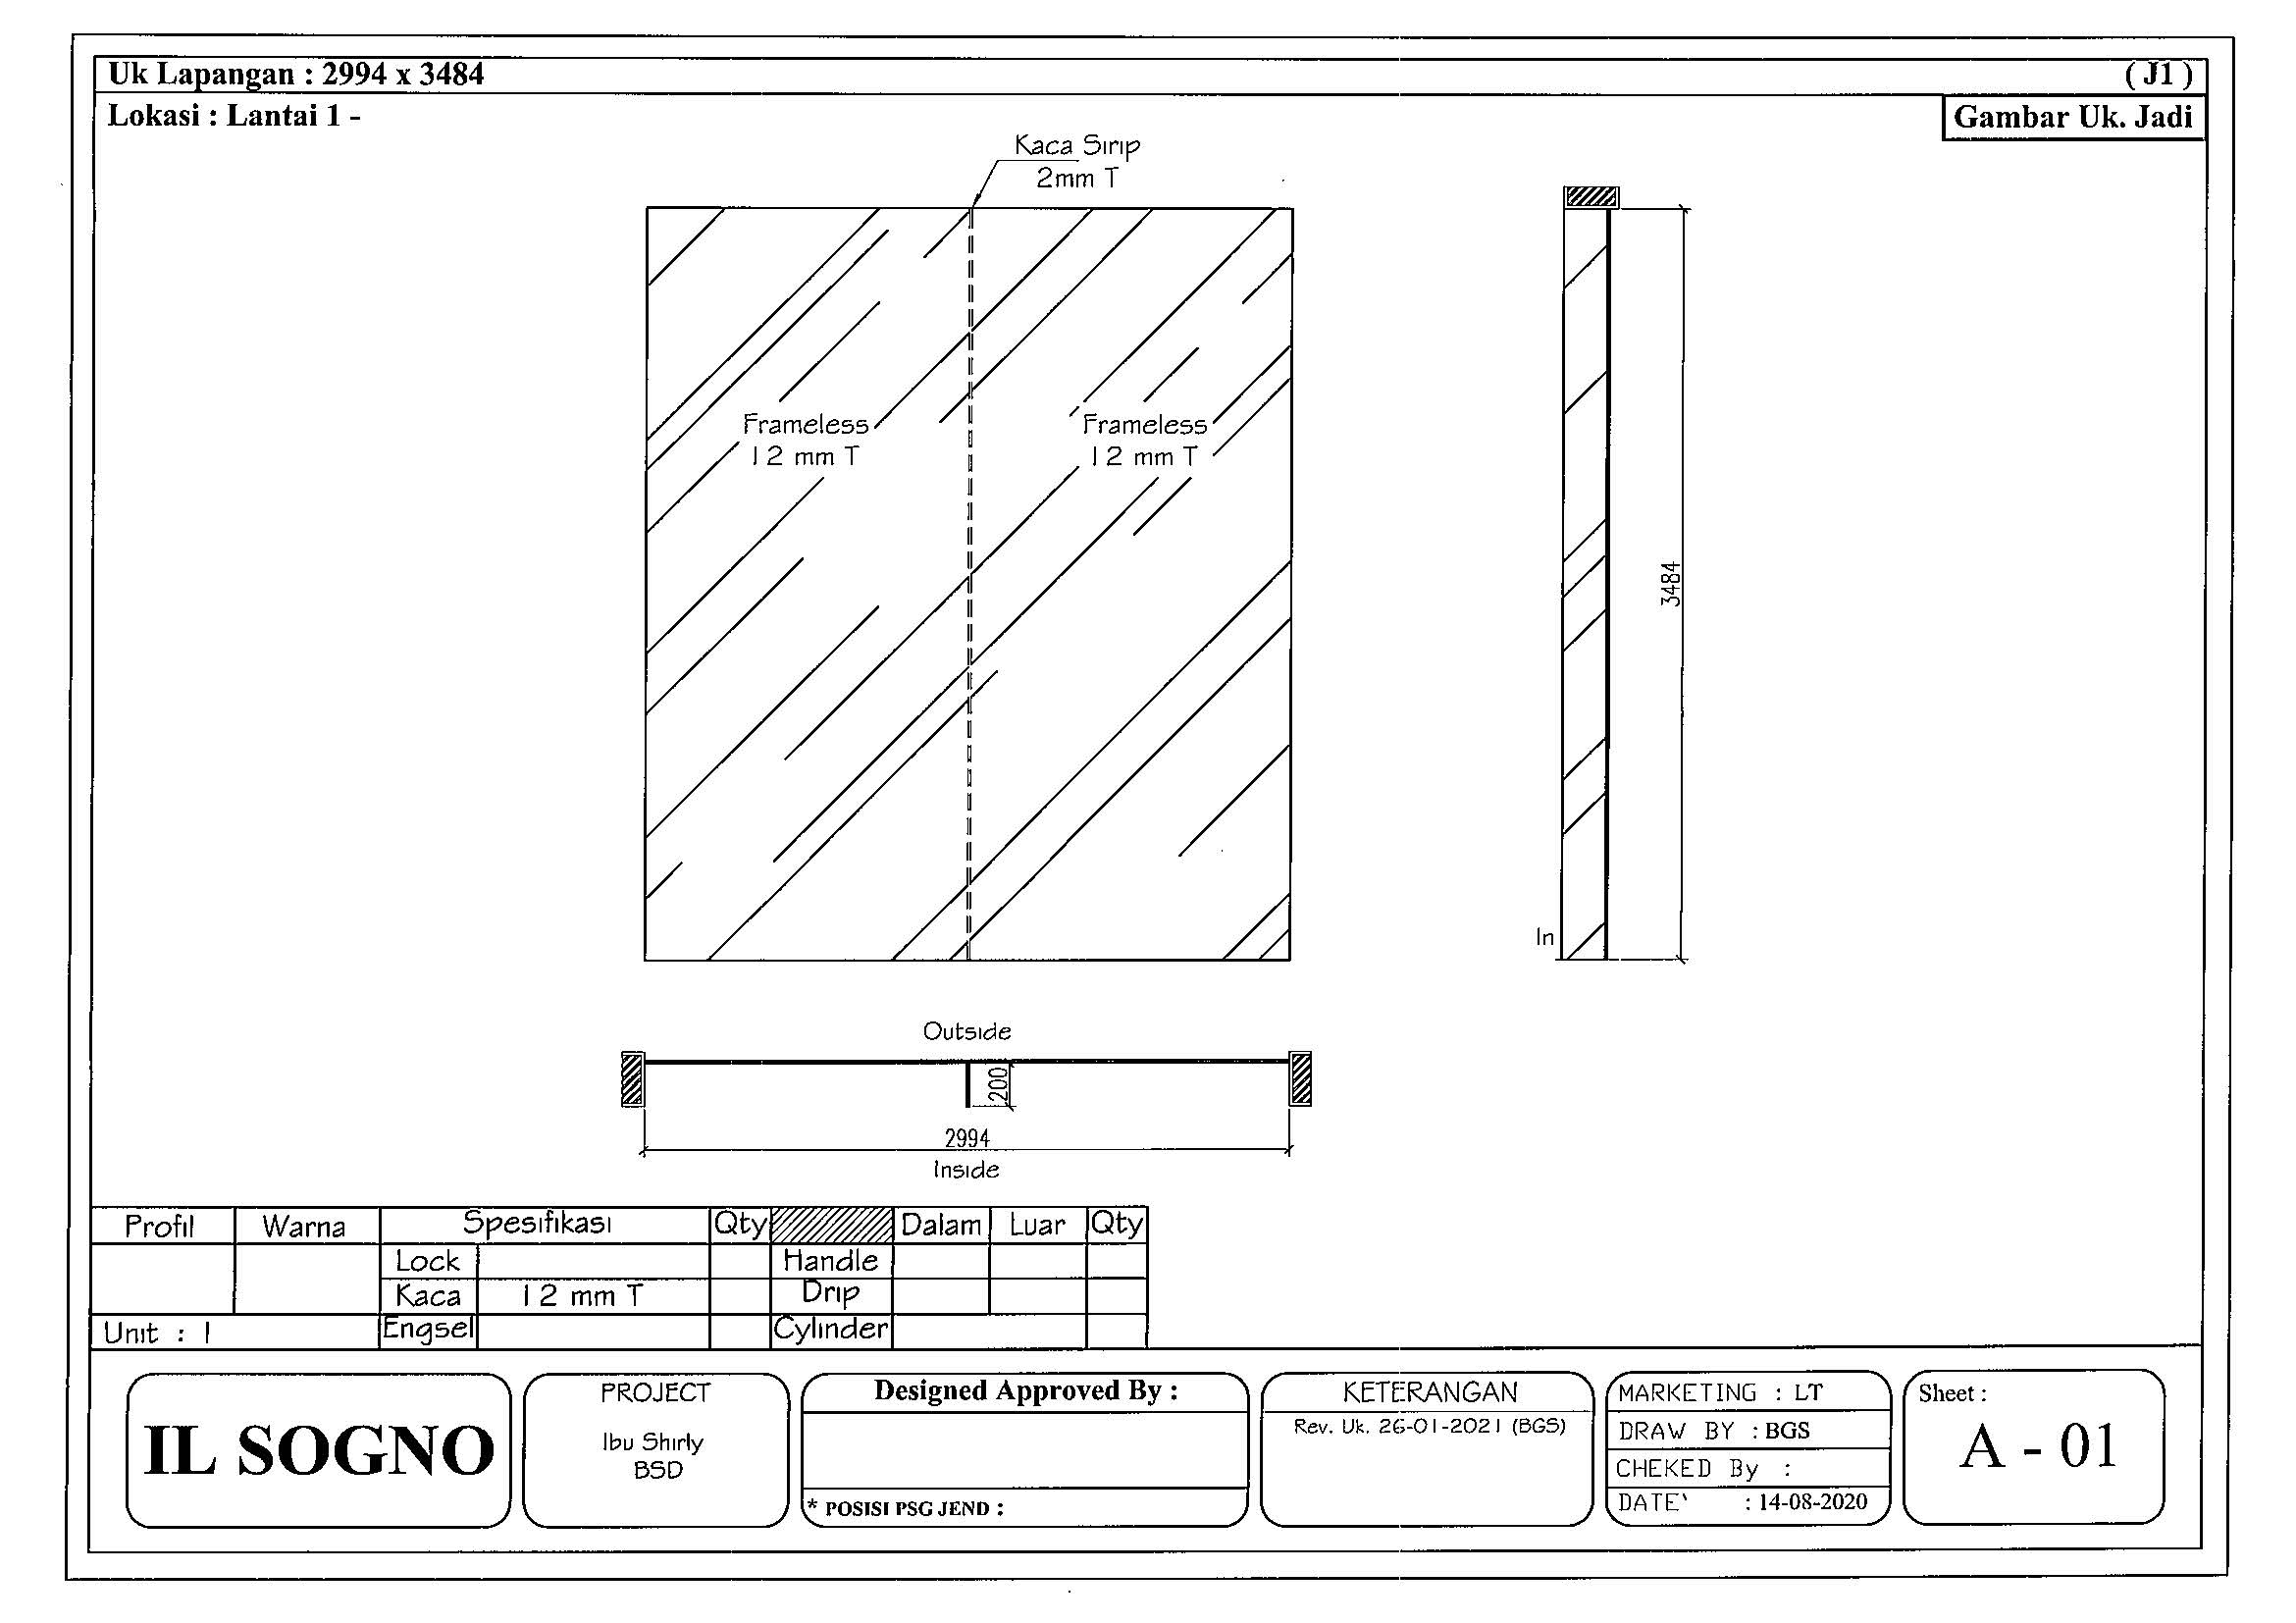 Uk Lapangan : 2994 x 3484
( J1 )
Lokasi : Lantai 1 -
Gambar Uk. Jadi
Kaca Sirip
2mm T
Frameless
12 mm T
Frameless
12 mm T
3484
In
Outside
200
2994
Inside
Profil Warna Spesifikasi Qty Dalam Luar Qty
Lock Handle
Kaca 12 mm T Drip
Unit : 1 Engsel Cylinder
IL SOGNO
PROJECT
Ibu Shirly
BSD
Designed Approved By :
* POSISI PSG JEND :
KETERANGAN
Rev. Uk. 26-01-2021 (BGS)
MARKETING : LT
DRAW BY : BGS
CHEKED By :
DATE' : 14-08-2020
Sheet :
A - 01